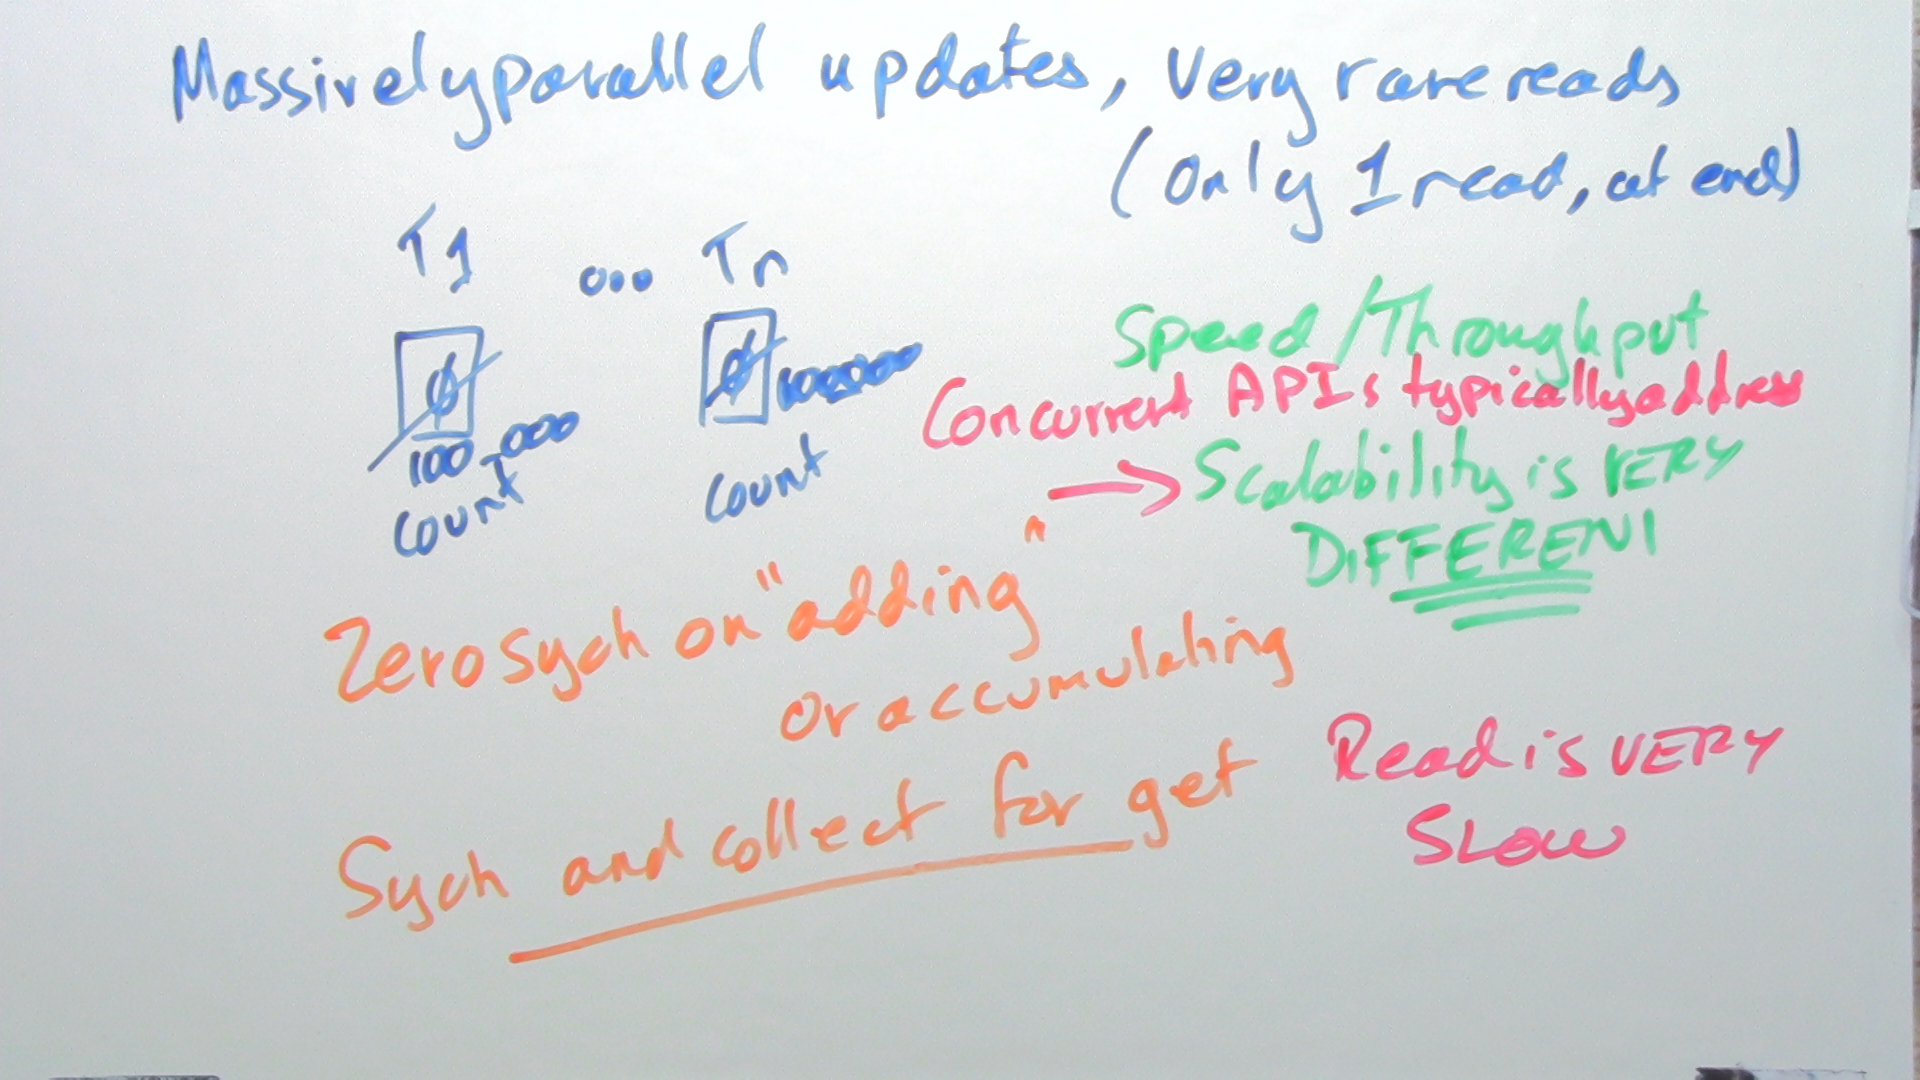 Massively parallel updates, very rare reads
(only 1 read, at end)
T1 ... Tn
0 0
100,000 100000
count count
Speed/Throughput
Concurrent APIs typically address
→ Scalability is VERY
DIFFERENT
Zero sych on "adding"
or accumulating
Sych and collect for get
Read is VERY
SLOW